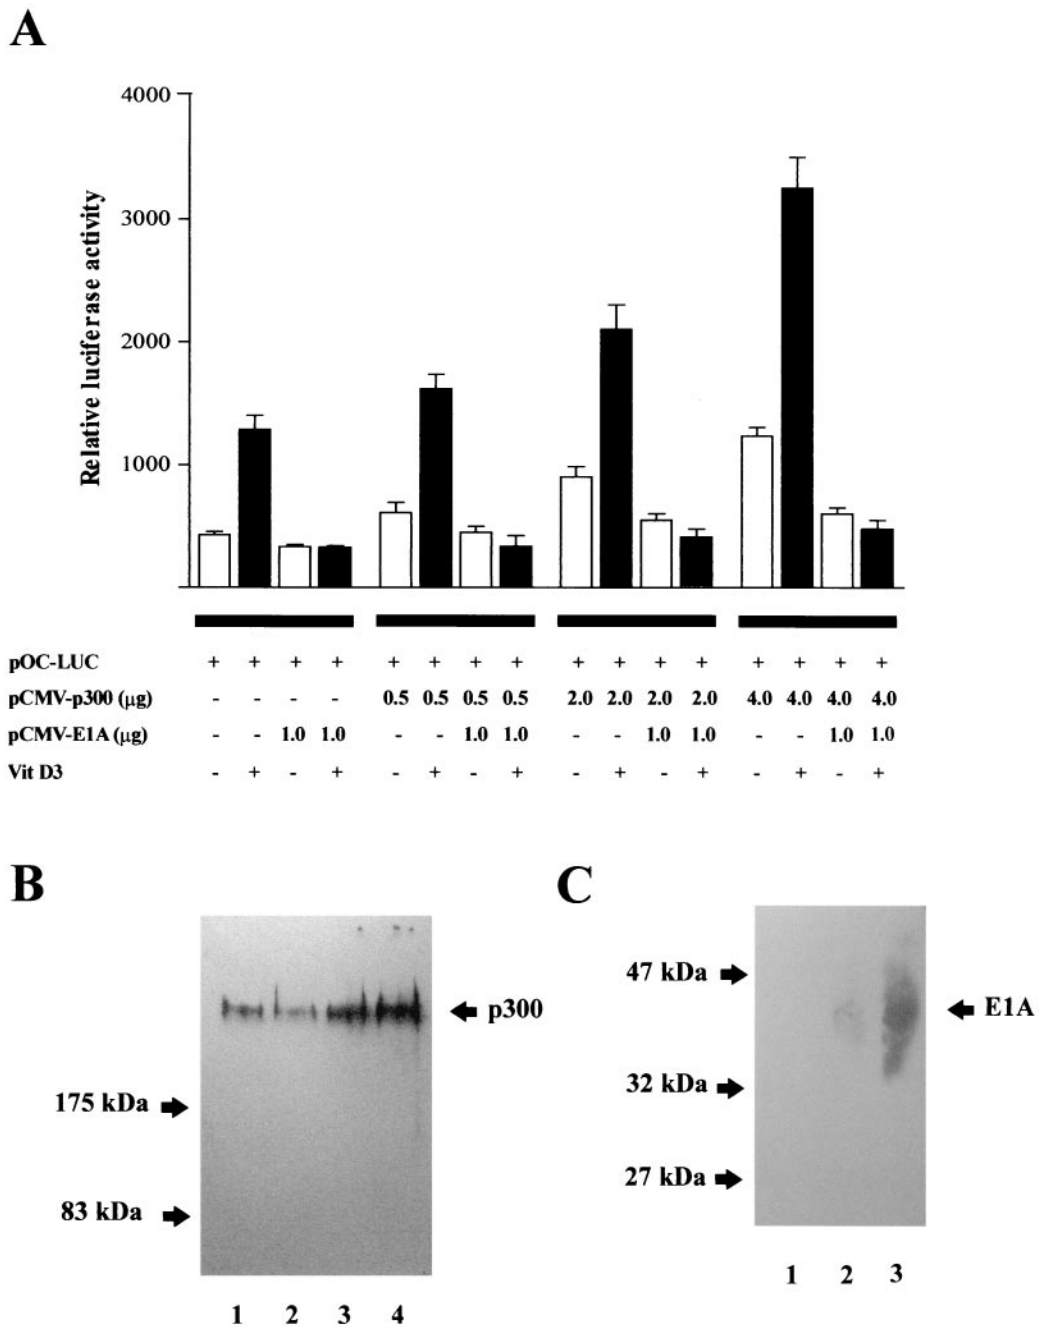 A
4000
3000
2000
1000
Relative luciferase activity
pOC-LUC + + + + + + + + + + + + + + + +
pCMV-p300 (μg) - - - - 0.5 0.5 0.5 0.5 2.0 2.0 2.0 2.0 4.0 4.0 4.0 4.0
pCMV-E1A (μg) - - 1.0 1.0 - - 1.0 1.0 - - 1.0 1.0 - - 1.0 1.0
Vit D3 - + - + - + - + - + - + - + - +
B
p300
175 kDa
83 kDa
1 2 3 4
C
47 kDa
E1A
32 kDa
27 kDa
1 2 3